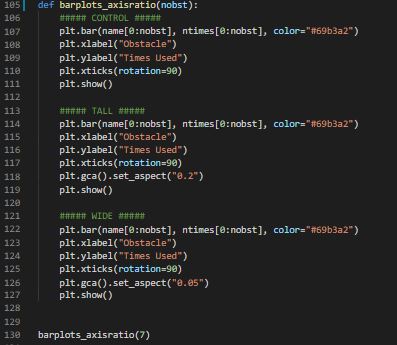 105 def barplots_axisratio(nobst):
106     ##### CONTROL #####
107     plt.bar(name[0:nobst], ntimes[0:nobst], color="#69b3a2")
108     plt.xlabel("Obstacle")
109     plt.ylabel("Times Used")
110     plt.xticks(rotation=90)
111     plt.show()
112
113     ##### TALL #####
114     plt.bar(name[0:nobst], ntimes[0:nobst], color="#69b3a2")
115     plt.xlabel("Obstacle")
116     plt.ylabel("Times Used")
117     plt.xticks(rotation=90)
118     plt.gca().set_aspect("0.2")
119     plt.show()
120
121     ##### WIDE #####
122     plt.bar(name[0:nobst], ntimes[0:nobst], color="#69b3a2")
123     plt.xlabel("Obstacle")
124     plt.ylabel("Times Used")
125     plt.xticks(rotation=90)
126     plt.gca().set_aspect("0.05")
127     plt.show()
128
129
130 barplots_axisratio(7)